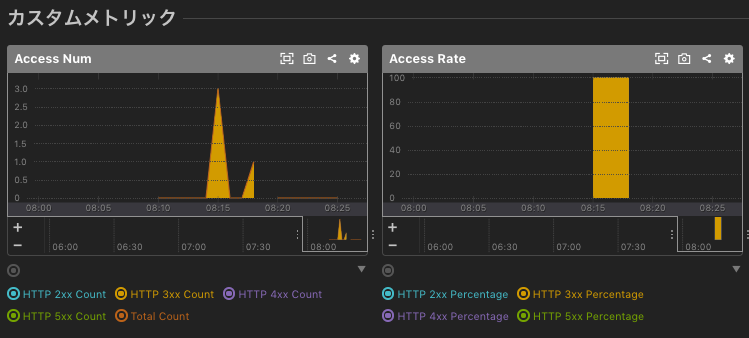 カスタムメトリック
Access Num
3.0
2.5
2.0
1.5
1.0
0.5
0
08:00 08:05 08:10 08:15 08:20 08:25
+
−
06:00 06:30 07:00 07:30 08:00
HTTP 2xx Count HTTP 3xx Count HTTP 4xx Count
HTTP 5xx Count Total Count
Access Rate
100
80
60
40
20
0
08:00 08:05 08:10 08:15 08:20 08:25
+
−
06:00 06:30 07:00 07:30 08:00
HTTP 2xx Percentage HTTP 3xx Percentage
HTTP 4xx Percentage HTTP 5xx Percentage